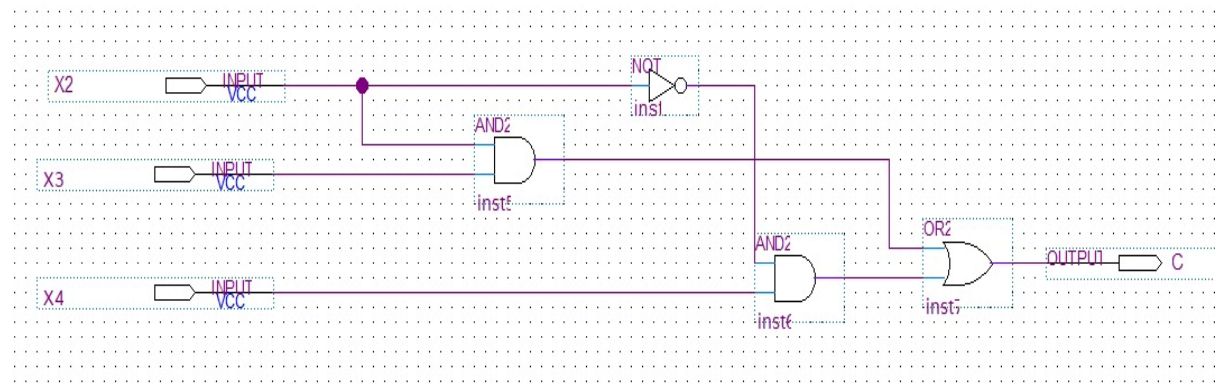 X2
INPUT
VCC
NOT
inst
AND2
inst5
X3
INPUT
VCC
AND2
inst6
OR2
inst7
OUTPUT
C
X4
INPUT
VCC